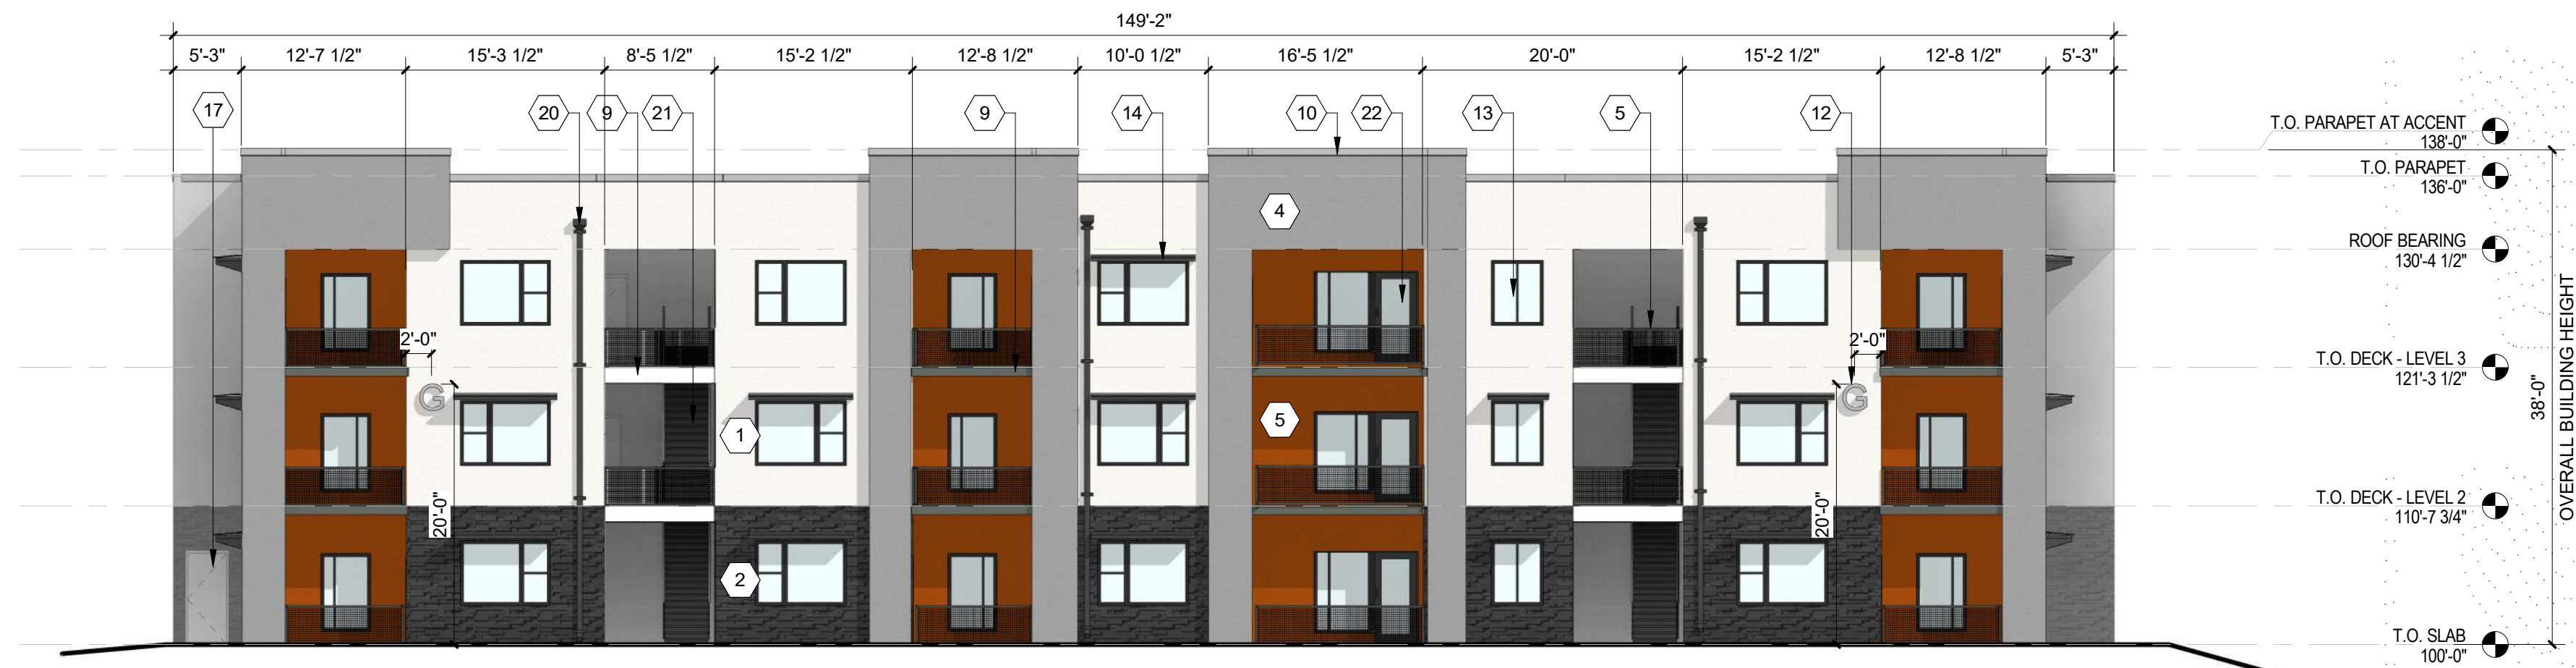 149'-2"
5'-3" 12'-7 1/2" 15'-3 1/2" 8'-5 1/2" 15'-2 1/2" 12'-8 1/2" 10'-0 1/2" 16'-5 1/2" 20'-0" 15'-2 1/2" 12'-8 1/2" 5'-3"
17 20 9 21 9 14 10 22 13 5 12
T.O. PARAPET AT ACCENT
138'-0"
T.O. PARAPET
136'-0"
4
ROOF BEARING
130'-4 1/2"
2'-0" 2'-0"
T.O. DECK - LEVEL 3
121'-3 1/2"
G G
38'-0"
OVERALL BUILDING HEIGHT
1 5
20'-0" 20'-0"
T.O. DECK - LEVEL 2
110'-7 3/4"
2
T.O. SLAB
100'-0"